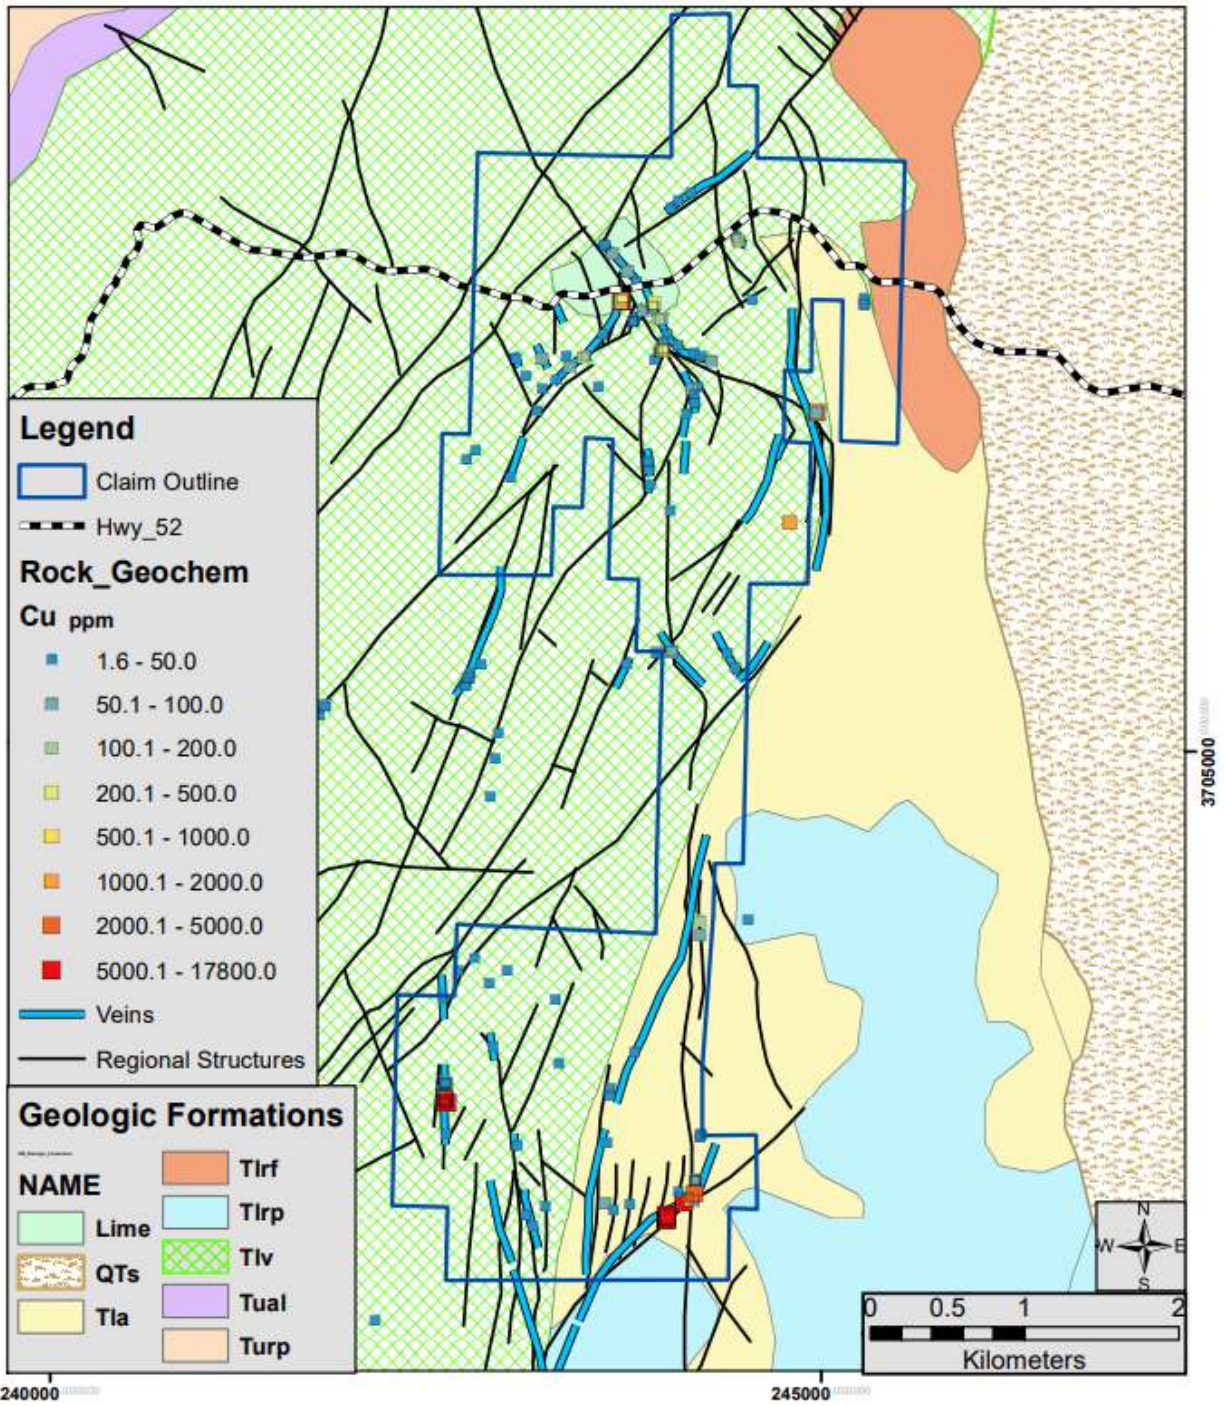 Legend
Claim Outline
Hwy_52
Rock_Geochem
Cu ppm
1.6 - 50.0
50.1 - 100.0
100.1 - 200.0
200.1 - 500.0
500.1 - 1000.0
1000.1 - 2000.0
2000.1 - 5000.0
5000.1 - 17800.0
Veins
Regional Structures
Geologic Formations
NAME
Lime
QTs
Tla
Tlrf
Tlrp
Tlv
Tual
Turp
3705000
N
W E
S
0 0.5 1 2
Kilometers
240000
245000